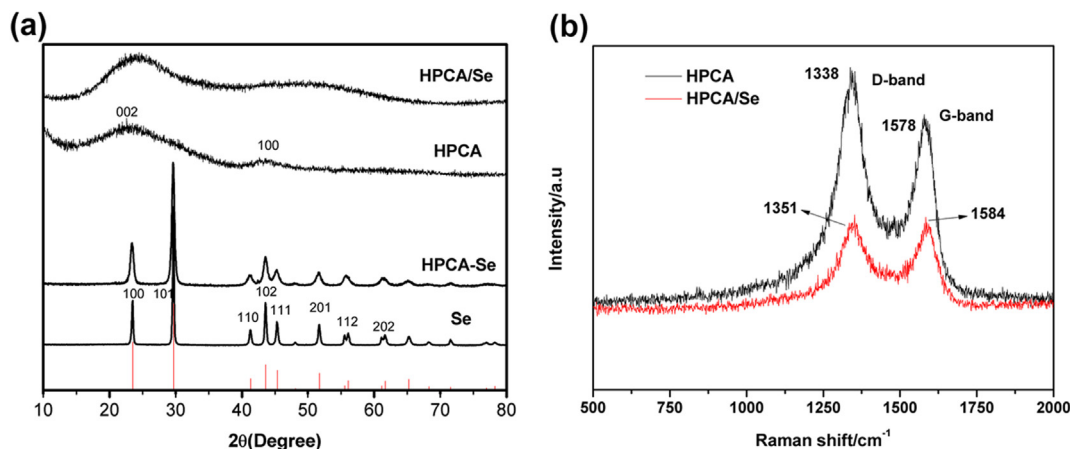 (a)
HPCA/Se
002
HPCA
100
HPCA-Se
100
101
102
Se
110
111
201
112
202
10
20
30
40
50
60
70
80
2θ(Degree)
(b)
HPCA
HPCA/Se
1338
D-band
1578
G-band
1351
1584
Intensity/a.u
500
750
1000
1250
1500
1750
2000
Raman shift/cm⁻¹